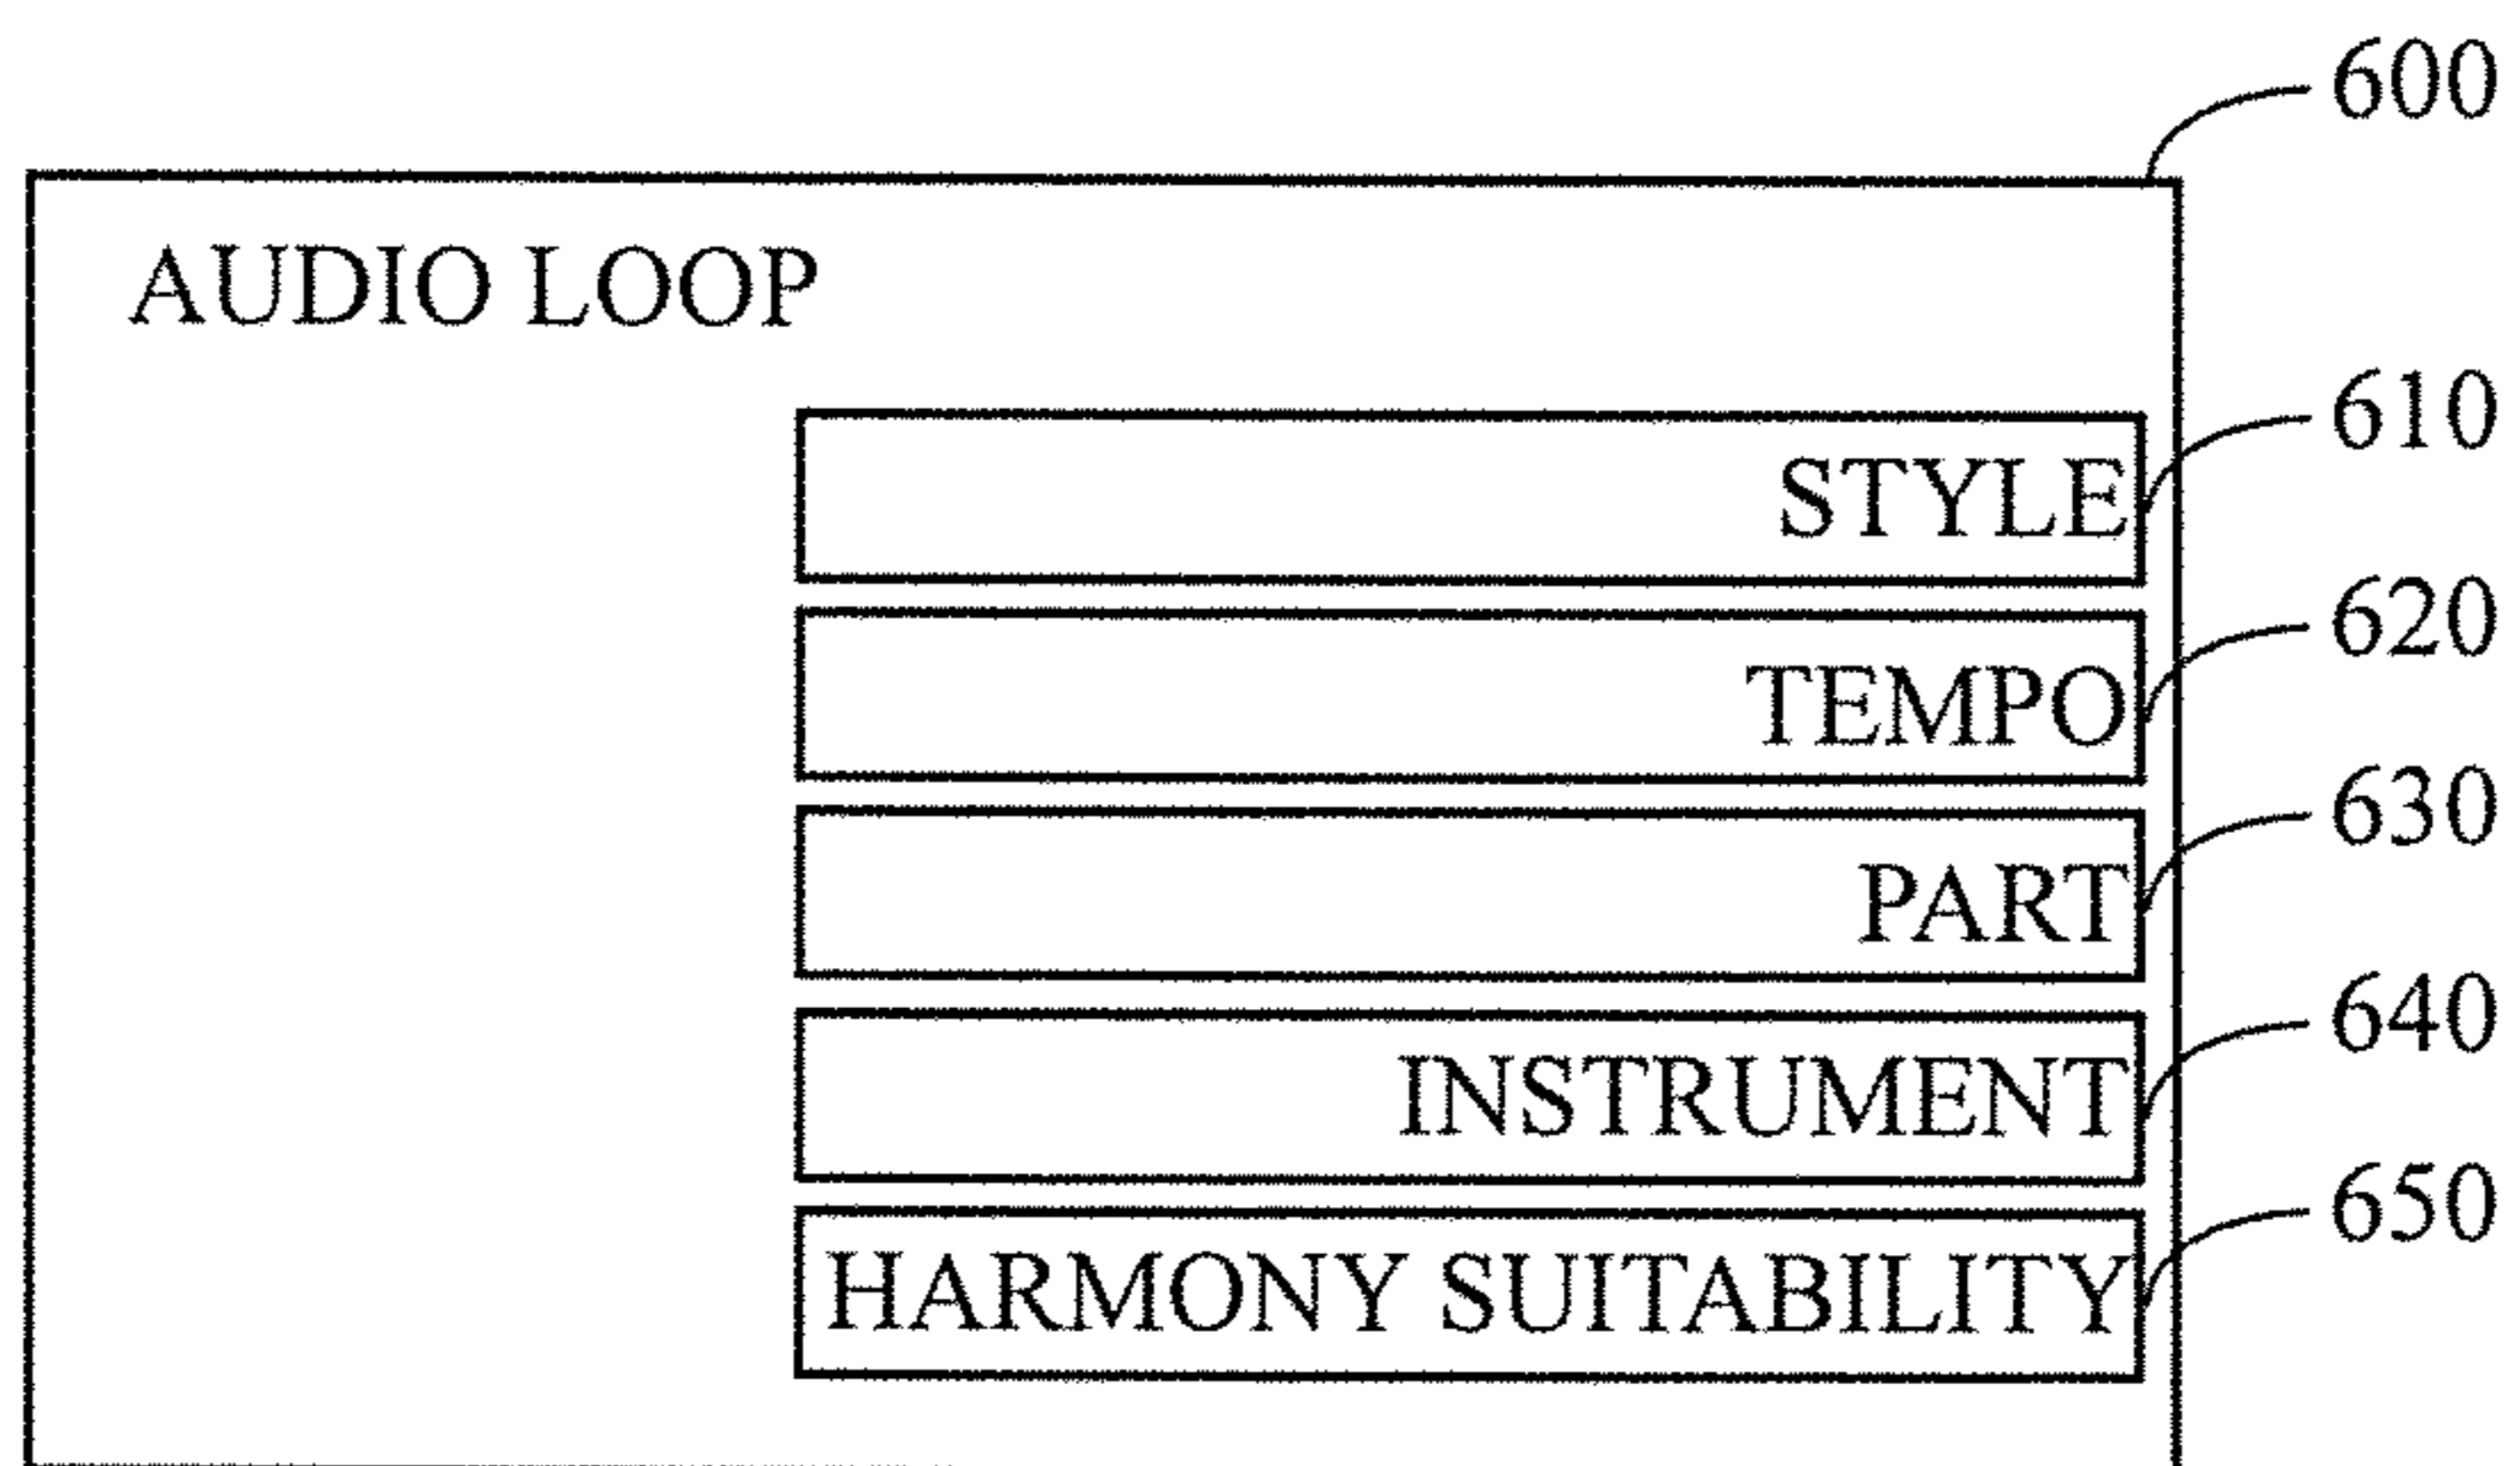 600
AUDIO LOOP
610
STYLE
620
TEMPO
630
PART
640
INSTRUMENT
650
HARMONY SUITABILITY